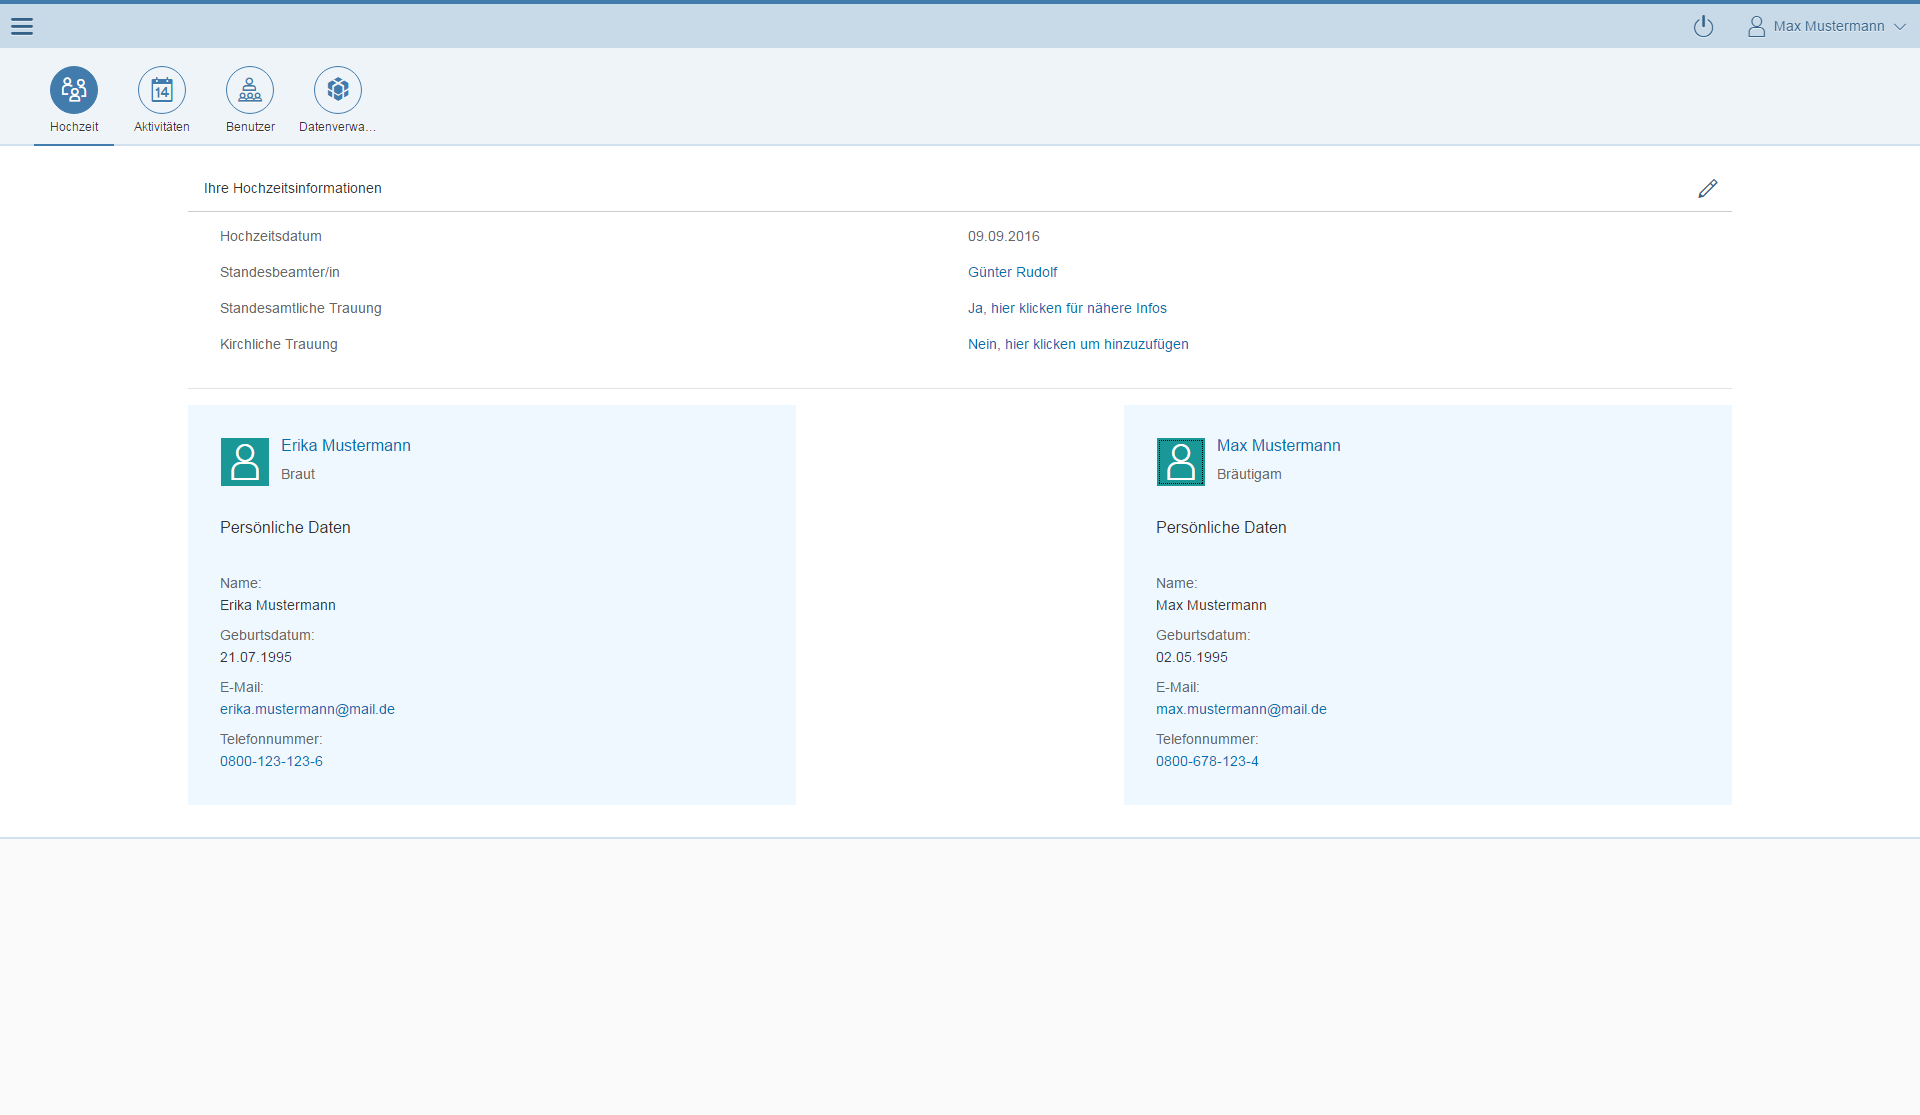 Max Mustermann
14
Hochzeit
Aktivitäten
Benutzer
Datenverwa...
Ihre Hochzeitsinformationen
Hochzeitsdatum 09.09.2016
Standesbeamter/in Günter Rudolf
Standesamtliche Trauung Ja, hier klicken für nähere Infos
Kirchliche Trauung Nein, hier klicken um hinzuzufügen
Erika Mustermann
Braut
Persönliche Daten
Name:
Erika Mustermann
Geburtsdatum:
21.07.1995
E-Mail:
erika.mustermann@mail.de
Telefonnummer:
0800-123-123-6
Max Mustermann
Bräutigam
Persönliche Daten
Name:
Max Mustermann
Geburtsdatum:
02.05.1995
E-Mail:
max.mustermann@mail.de
Telefonnummer:
0800-678-123-4